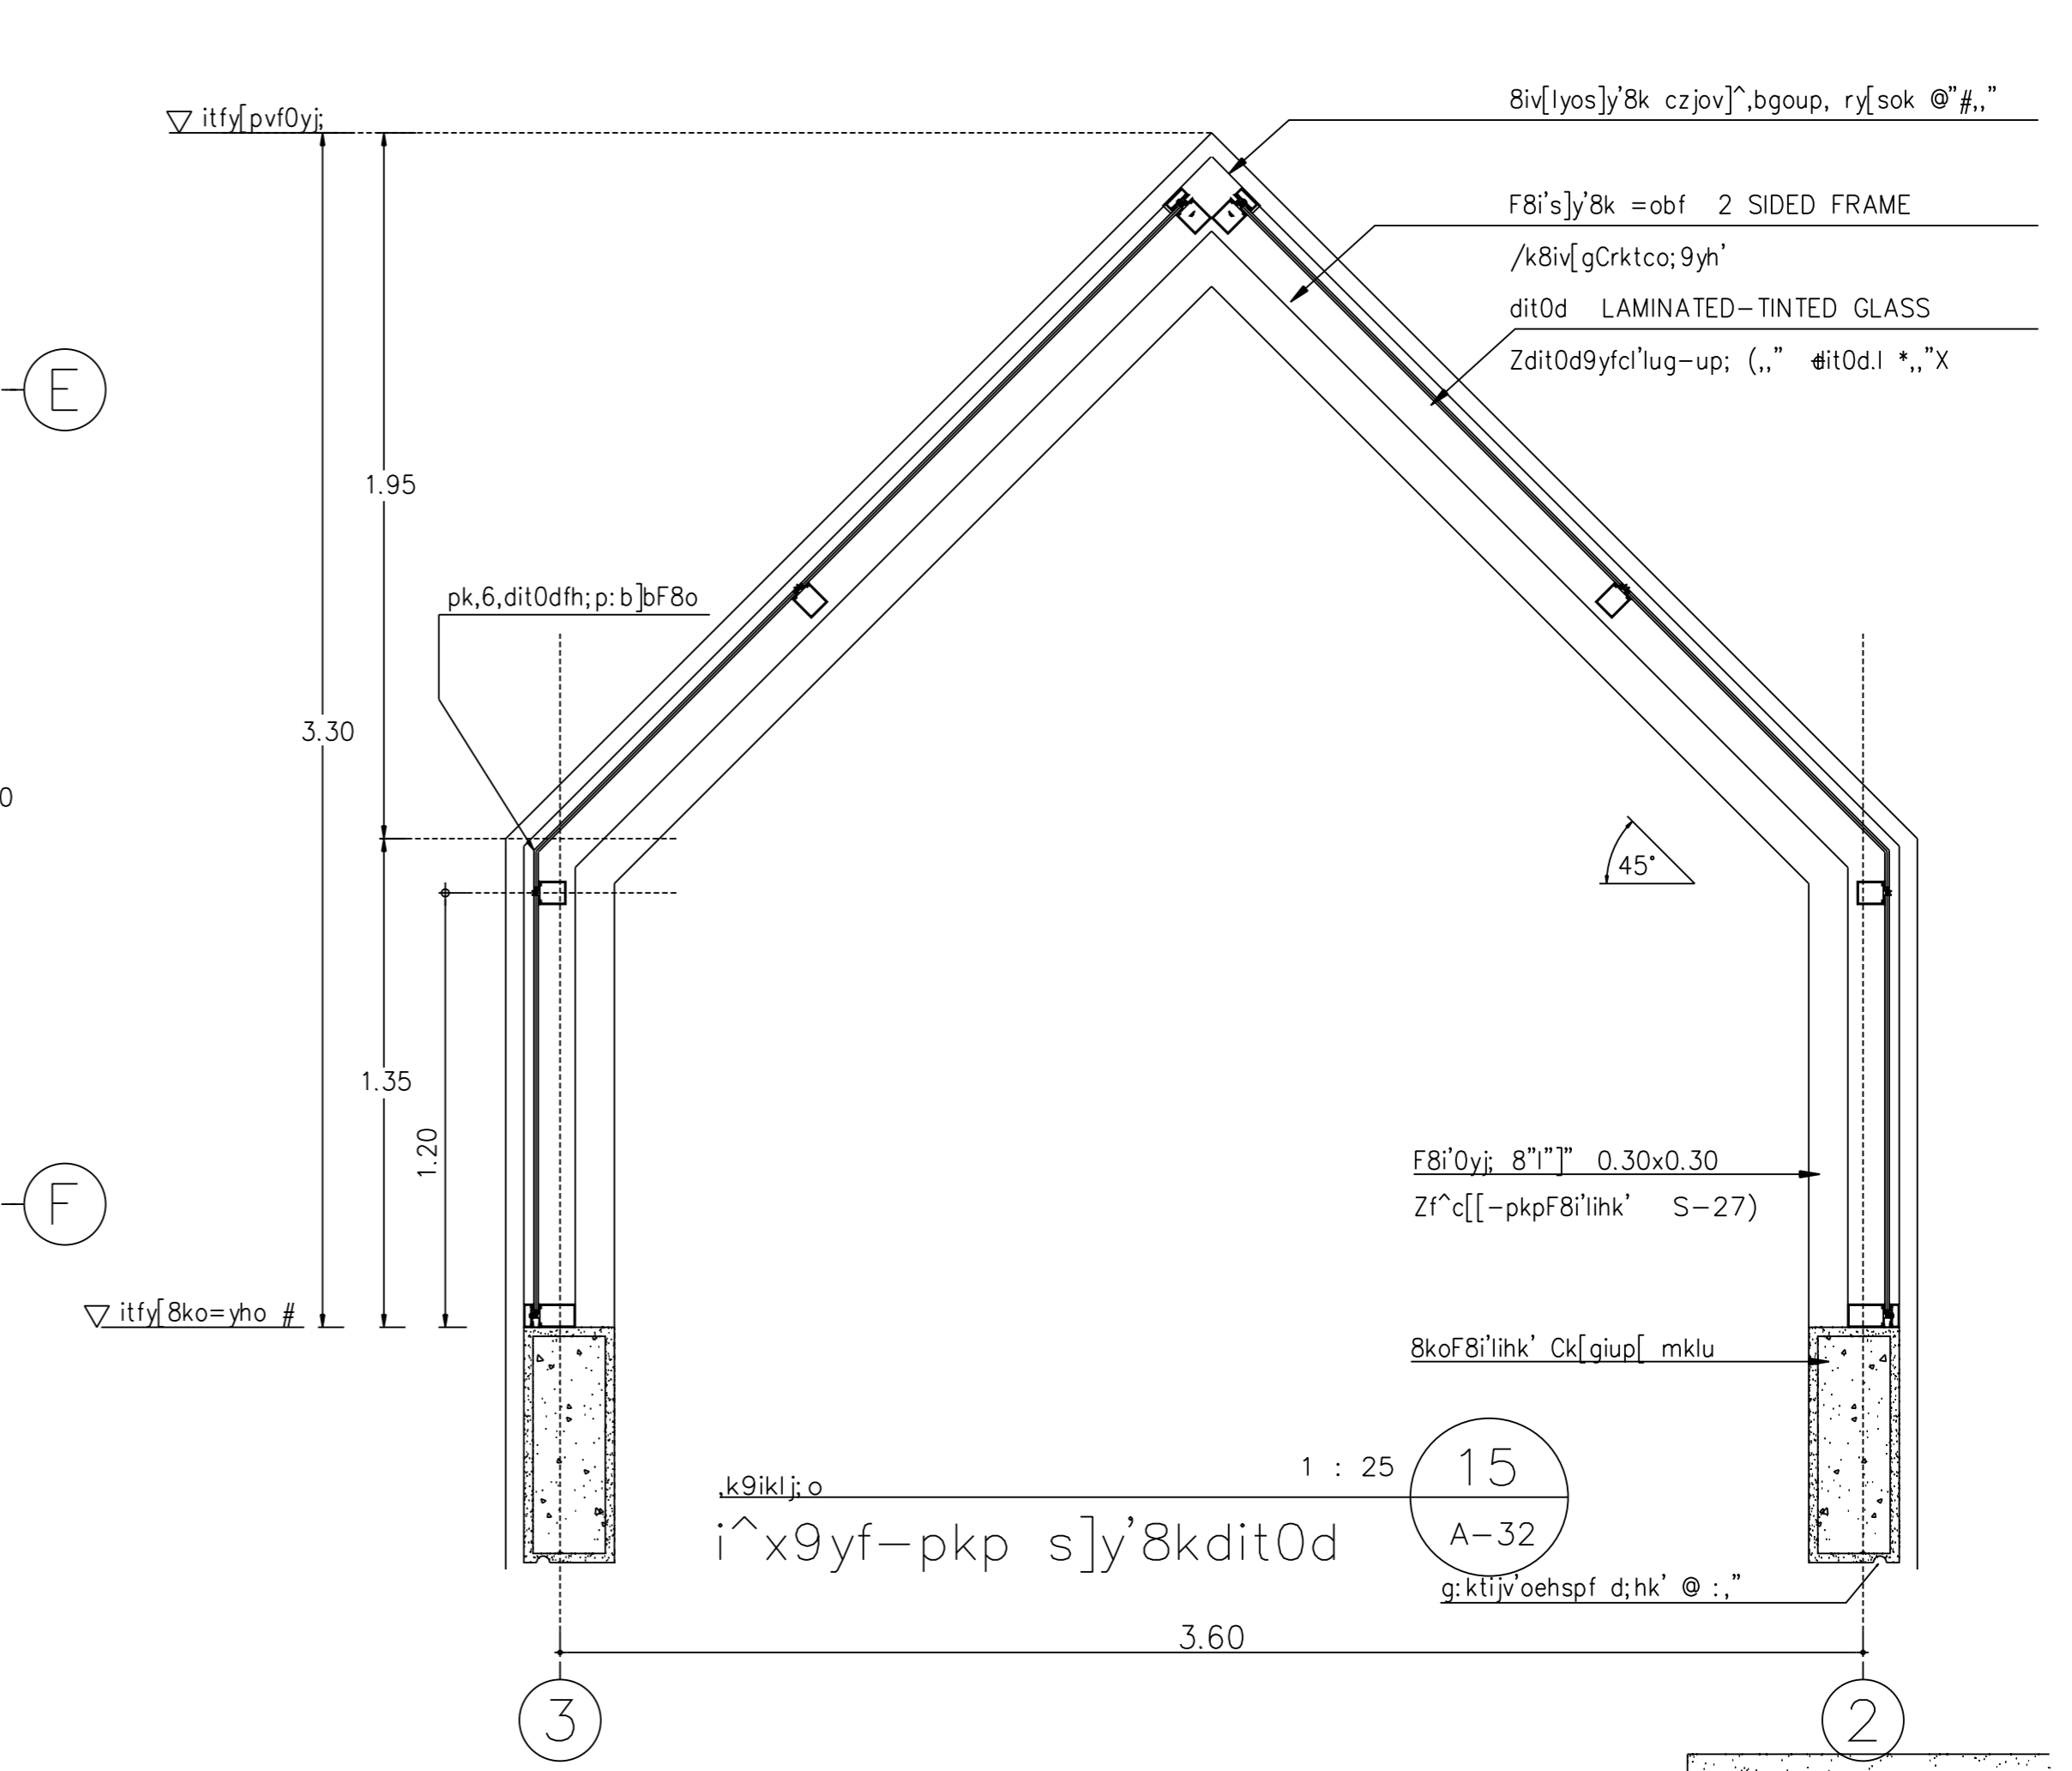 itfy[pvf0yj;
8iv[lyos]y'8k czjov]^,bgoup, ry[sok @"#,,"
F8i's]y'8k =obf 2 SIDED FRAME
/k8iv[gCrktco;9yh'
dit0d LAMINATED-TINTED GLASS
Zdit0d9yfcl'lug-up; (,," dit0d.l *,,"X
E
1.95
pk,6,dit0dfh;p:b]bF8o
3.30
0
45°
1.35
1.20
F8i'0yj; 8"l"]" 0.30x0.30
Zf^c[[-pkpF8i'lihk' S-27)
F
itfy[8ko=yho #
8koF8i'lihk' Ck[giup[ mklu
,k9iklj;o 1 : 25
15
i^x9yf-pkp s]y'8kdit0d
A-32
g:ktijv'oehspf d;hk' @ :,"
3.60
3
2